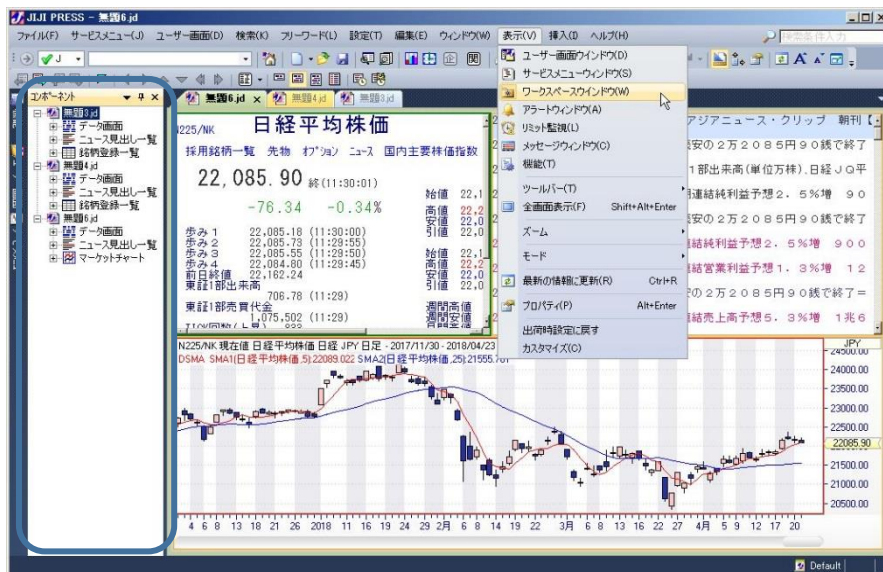 JIJI PRESS - 無題6.jd
ファイル(F) サービスメニュー(J) ユーザー画面(D) 検索(K) フリーワード(L) 設定(T) 編集(E) ウィンドウ(W) 表示(V) 挿入(I) ヘルプ(H)
検索条件入力
J
コンポーネント
無題3.jd
データ画面
ニュース見出し一覧
銘柄登録一覧
無題4.jd
データ画面
ニュース見出し一覧
銘柄登録一覧
無題6.jd
データ画面
ニュース見出し一覧
マーケットチャート
無題6.jd 無題4.jd 無題3.jd
N225/NK 日経平均株価
採用銘柄一覧 先物 オプション ニュース 国内主要株価指数
22,085.90 終(11:30:01)
-76.34 -0.34%
始値 22,1
高値 22,2
安値 22,0
引値 22,0
歩み1 22,085.18 (11:30:00)
歩み2 22,085.73 (11:29:55)
歩み3 22,085.55 (11:29:50)
歩み4 22,084.80 (11:29:45)
前日終値 22,162.24
始値 22,1
高値 22,2
安値 22,0
引値 22,0
東証1部出来高
706.78 (11:29)
東証1部売買代金
1,075,502 (11:29)
週間高値
週間安値
ユーザー画面ウインドウ(D)
サービスメニューウィンドウ(S)
ワークスペースウインドウ(W)
アラートウィンドウ(A)
リミット監視(L)
メッセージウィンドウ(G)
機能(T)
ツールバー(T)
全画面表示(F) Shift+Alt+Enter
ズーム
モード
最新の情報に更新(R) Ctrl+R
プロパティ(P) Alt+Enter
出荷時設定に戻す
カスタマイズ(C)
アジアニュース・クリップ 朝刊【
安の2万2085円90銭で終了
1部出来高(単位万株).日経JQ平
連結純利益予想2.5%増 90
安の2万2085円90銭で終了
結純利益予想2.5%増 900
結営業利益予想1.3%増 12
の2万2085円90銭で終了=
結売上高予想5.3%増 1兆6
N225/NK 現在値 日経平均株価 日経 JPY 日足 - 2017/11/30 - 2018/04/23
DSMA SMA1(日経平均株価,5):22089.022 SMA2(日経平均株価,25):21555.761
JPY
24500.00
24000.00
23500.00
23000.00
22500.00
22085.90
21500.00
21000.00
20500.00
4 6 8 13 18 21 26 2018 11 16 19 24 29 2月 6 8 14 19 22 3月 6 8 13 16 22 27 4月 5 9 12 17 20
Default